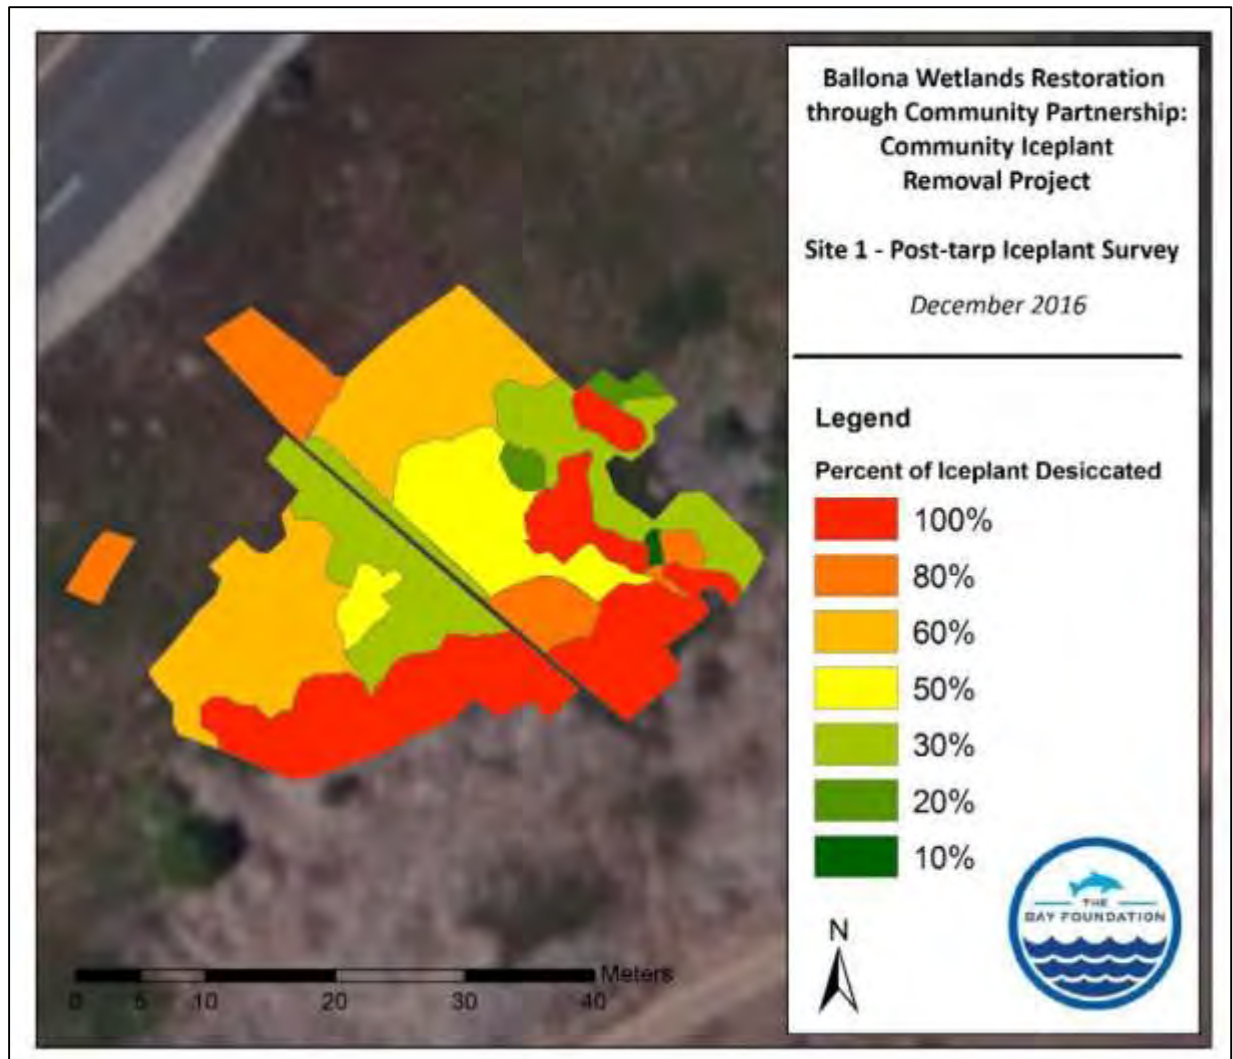 Ballona Wetlands Restoration
through Community Partnership:
Community Iceplant
Removal Project
Site 1 - Post-tarp Iceplant Survey
December 2016
Legend
Percent of Iceplant Desiccated
100%
80%
60%
50%
30%
20%
10%
N
THE
BAY FOUNDATION
Meters
0 5 10 20 30 40